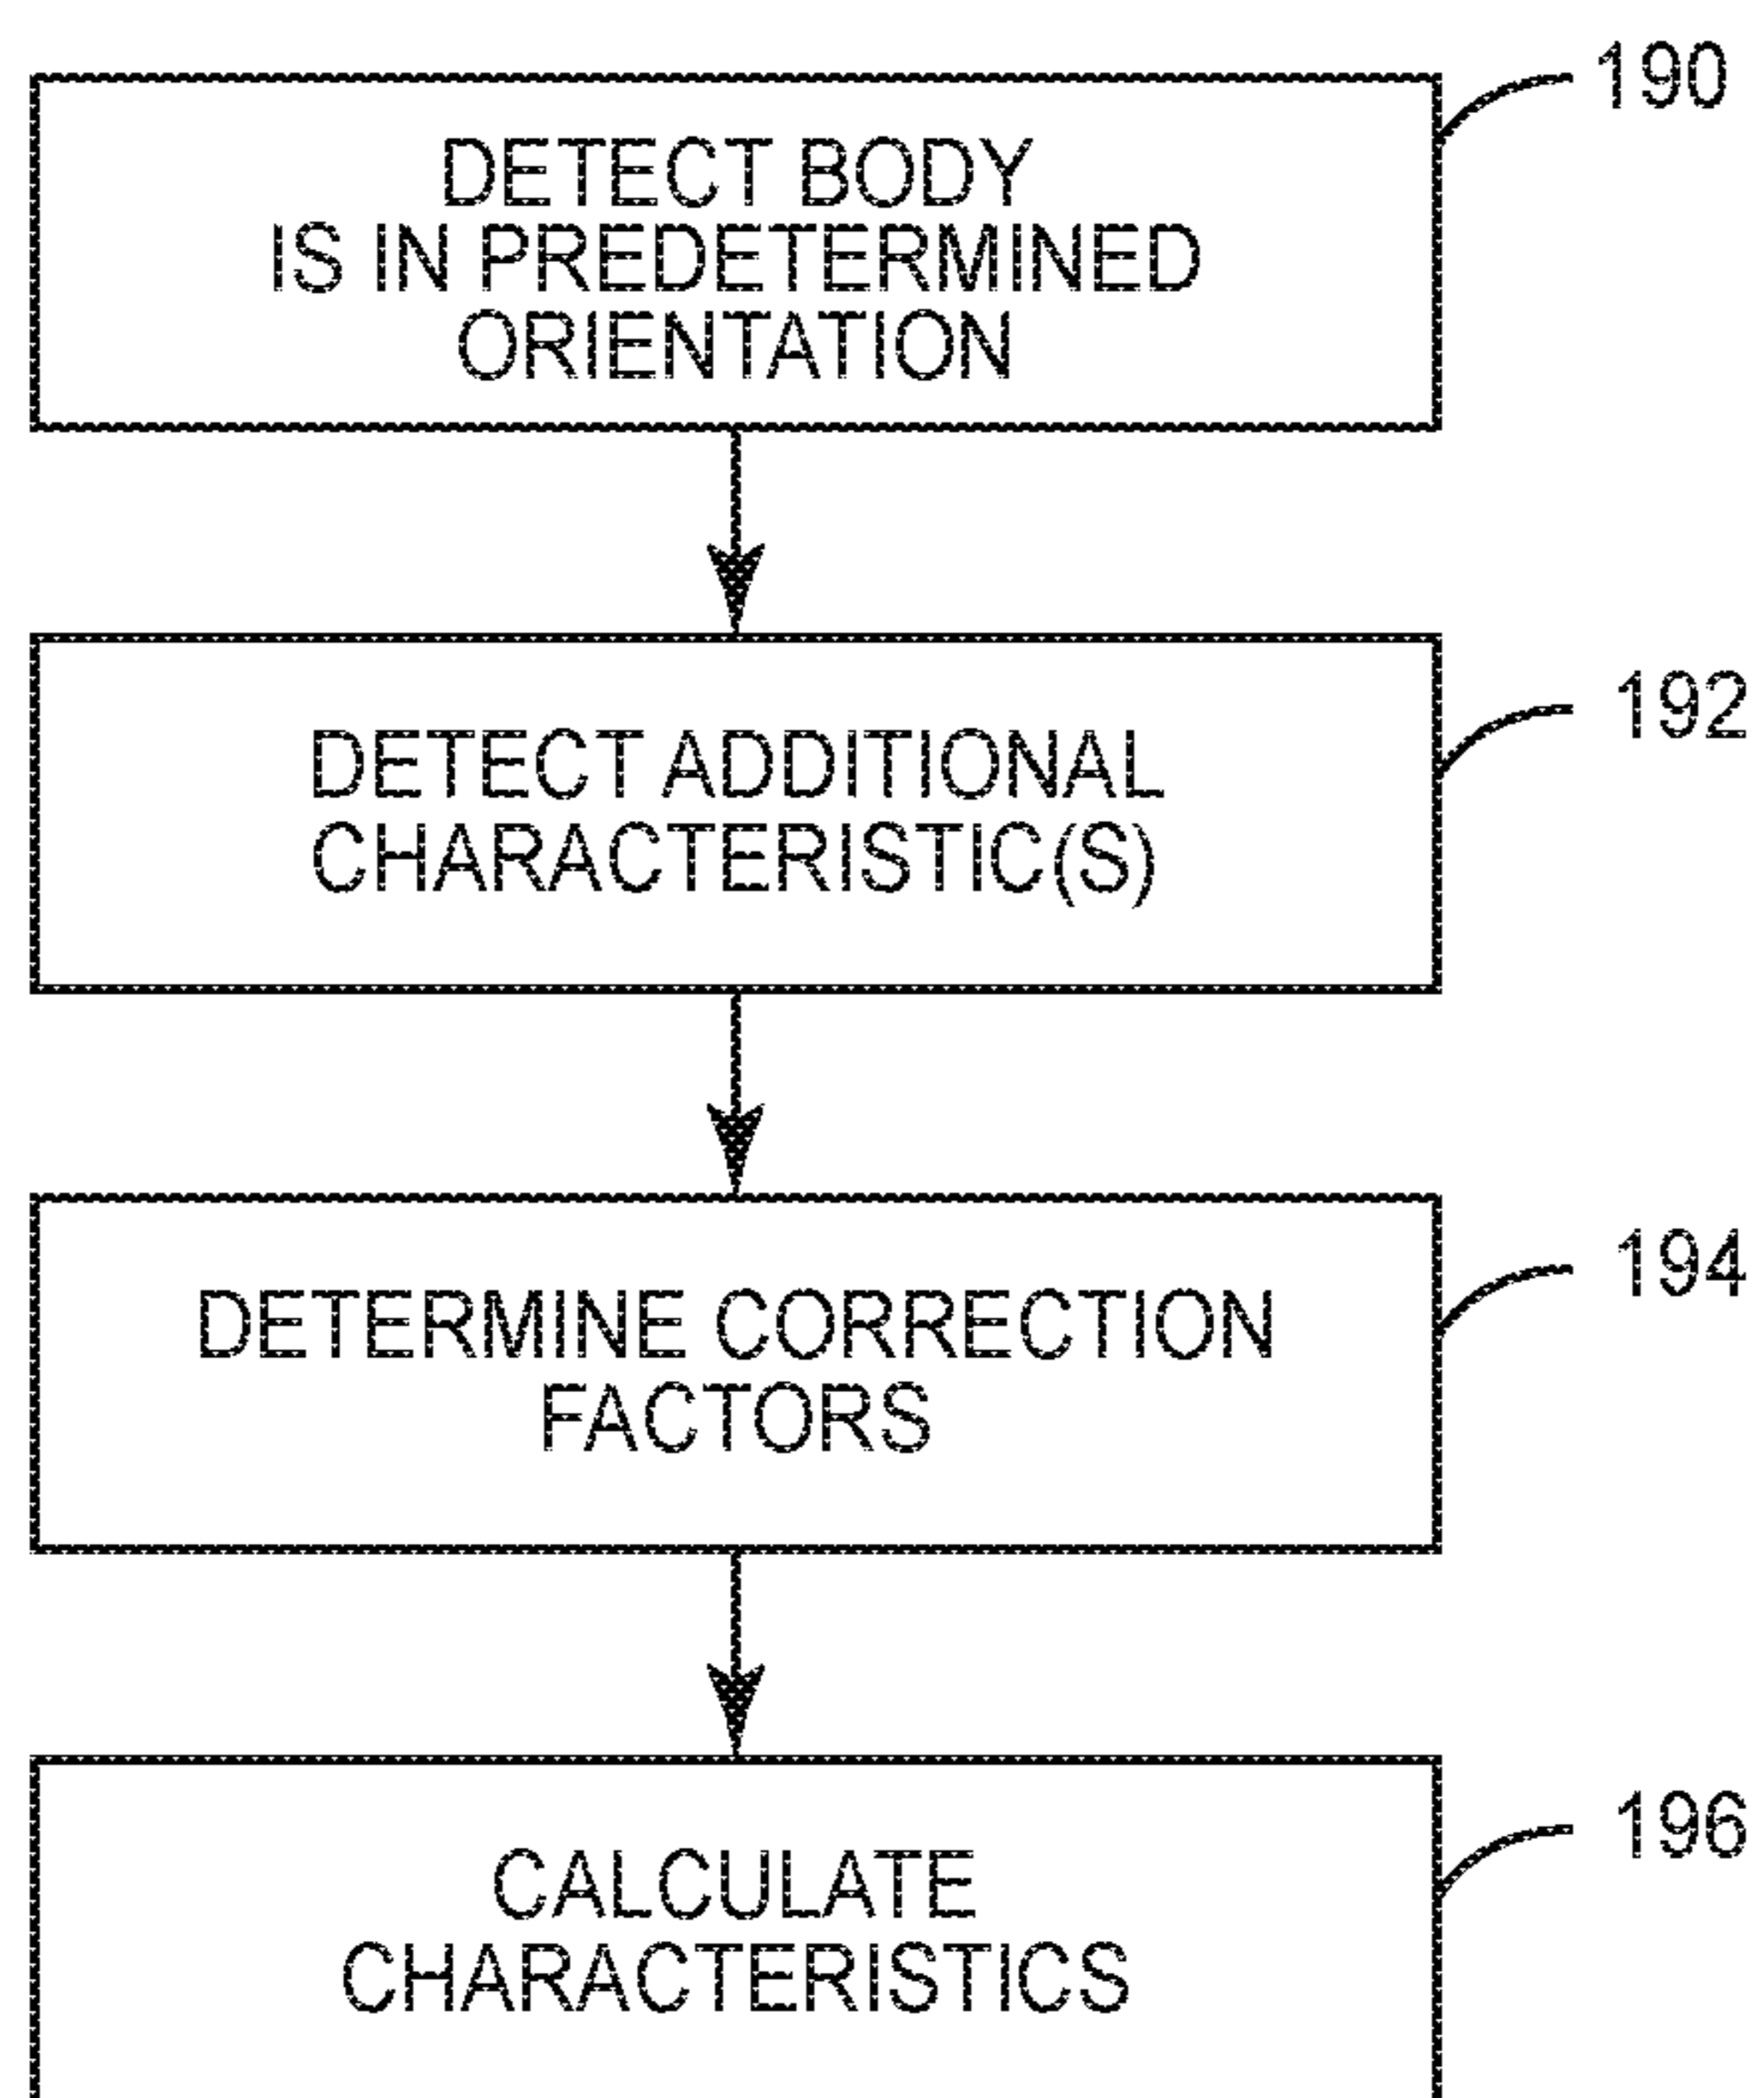 190
DETECT BODY
IS IN PREDETERMINED
ORIENTATION
192
DETECT ADDITIONAL
CHARACTERISTIC(S)
194
DETERMINE CORRECTION
FACTORS
196
CALCULATE
CHARACTERISTICS